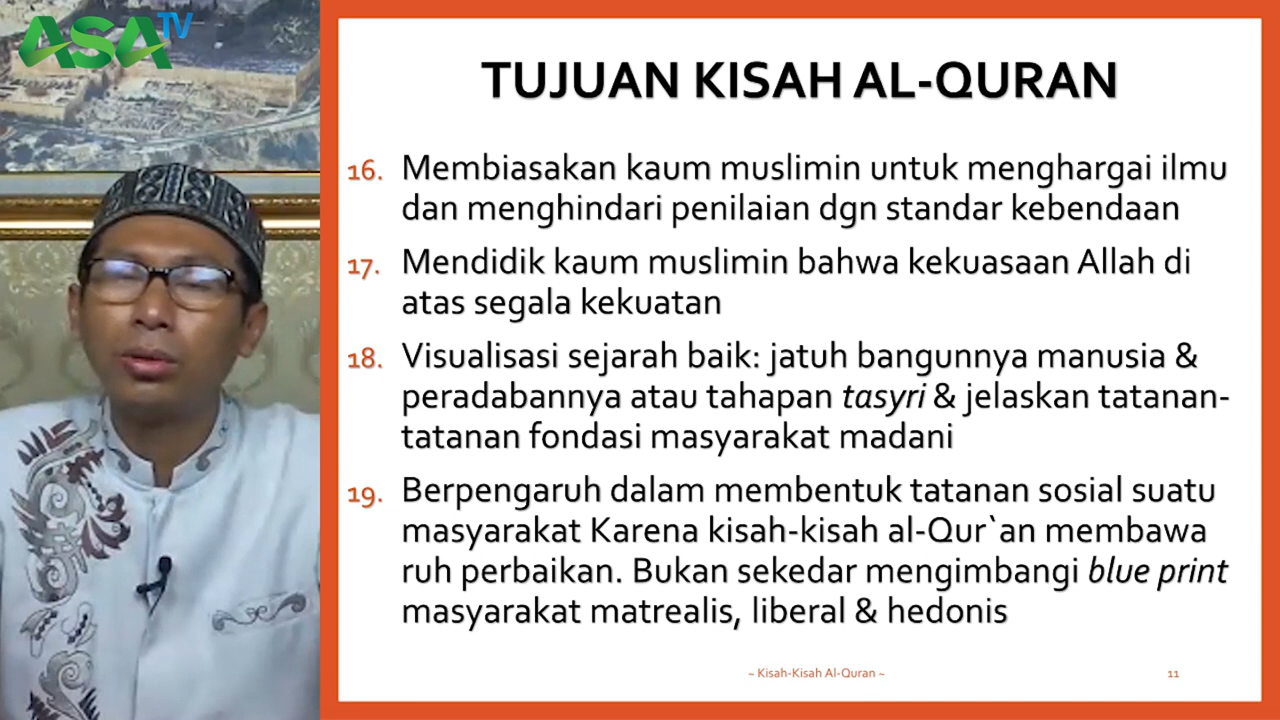 ASA TV
TUJUAN KISAH AL-QURAN
16. Membiasakan kaum muslimin untuk menghargai ilmu
dan menghindari penilaian dgn standar kebendaan
17. Mendidik kaum muslimin bahwa kekuasaan Allah di
atas segala kekuatan
18. Visualisasi sejarah baik: jatuh bangunnya manusia &
peradabannya atau tahapan tasyri & jelaskan tatanan-
tatanan fondasi masyarakat madani
19. Berpengaruh dalam membentuk tatanan sosial suatu
masyarakat Karena kisah-kisah al-Qur`an membawa
ruh perbaikan. Bukan sekedar mengimbangi blue print
masyarakat matrealis, liberal & hedonis
~ Kisah-Kisah Al-Quran ~
11